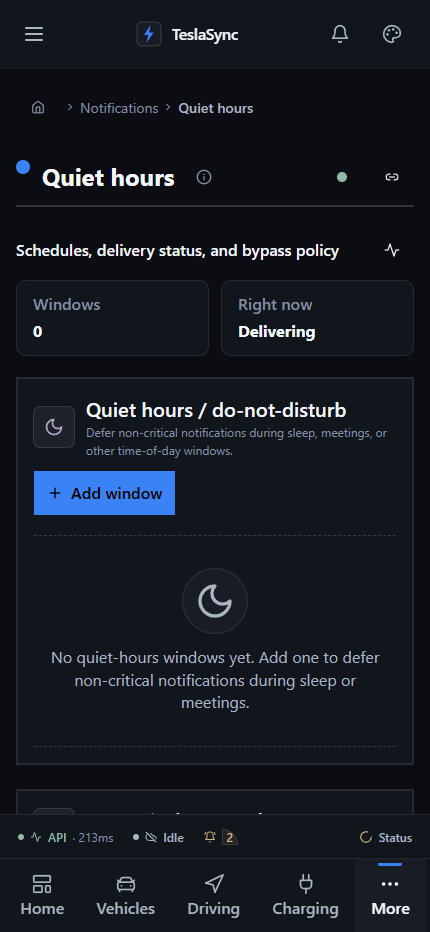 TeslaSync
Notifications > Quiet hours
Quiet hours
Schedules, delivery status, and bypass policy
Windows
0
Right now
Delivering
Quiet hours / do-not-disturb
Defer non-critical notifications during sleep, meetings, or
other time-of-day windows.
+ Add window
No quiet-hours windows yet. Add one to defer
non-critical notifications during sleep or
meetings.
API · 213ms
Idle
2
Status
Home
Vehicles
Driving
Charging
More